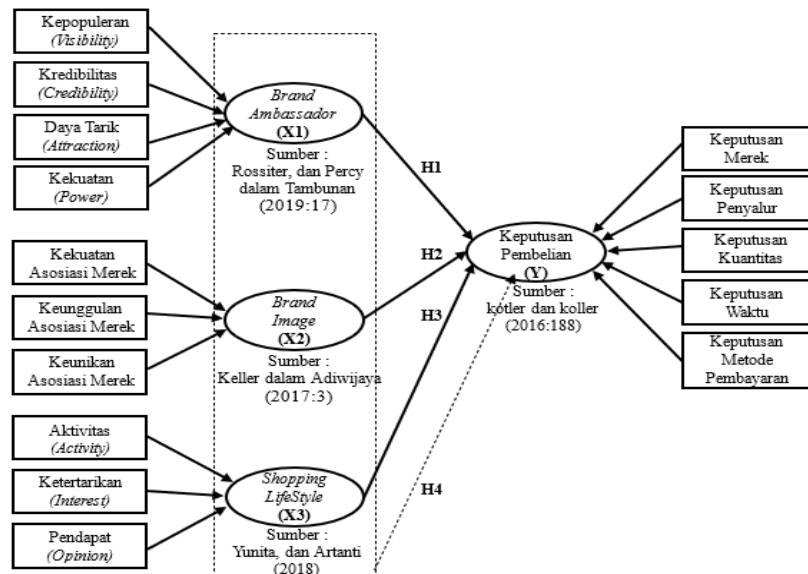 Kepopuleran
(Visibility)
Kredibilitas
(Credibility)
Daya Tarik
(Attraction)
Kekuatan
(Power)
Brand
Ambassador
(X1)
Sumber :
Rossiter, dan Percy
dalam Tambunan
(2019:17)
Kekuatan
Asosiasi Merek
Keunggulan
Asosiasi Merek
Keunikan
Asosiasi Merek
Brand
Image
(X2)
Sumber :
Keller dalam Adiwijaya
(2017:3)
Aktivitas
(Activity)
Ketertarikan
(Interest)
Pendapat
(Opinion)
Shopping
LifeStyle
(X3)
Sumber :
Yunita, dan Artanti
(2018)
H1
H2
H3
H4
Keputusan
Pembelian
(Y)
Sumber :
kotler dan koller
(2016:188)
Keputusan
Merek
Keputusan
Penyalur
Keputusan
Kuantitas
Keputusan
Waktu
Keputusan
Metode
Pembayaran